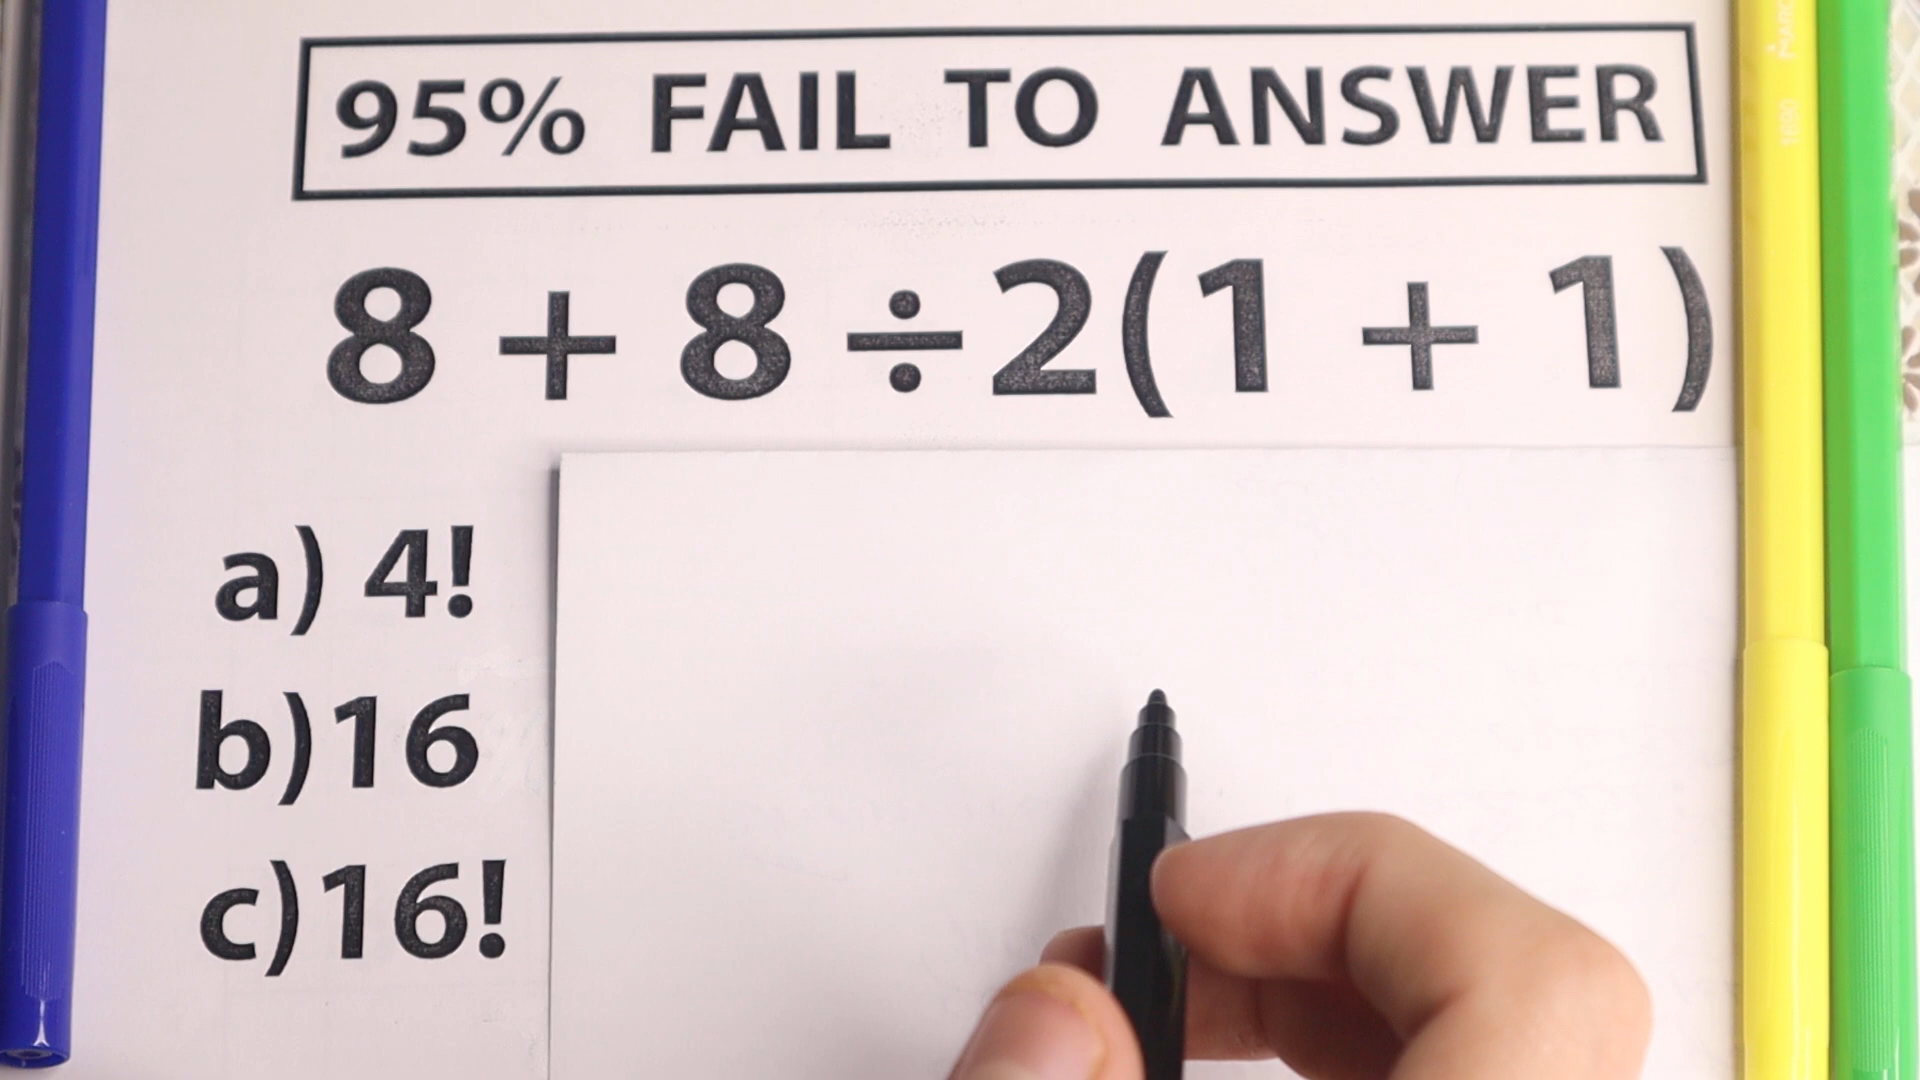 95% FAIL TO ANSWER
8 + 8 ÷ 2(1 + 1)
a) 4!
b) 16
c) 16!